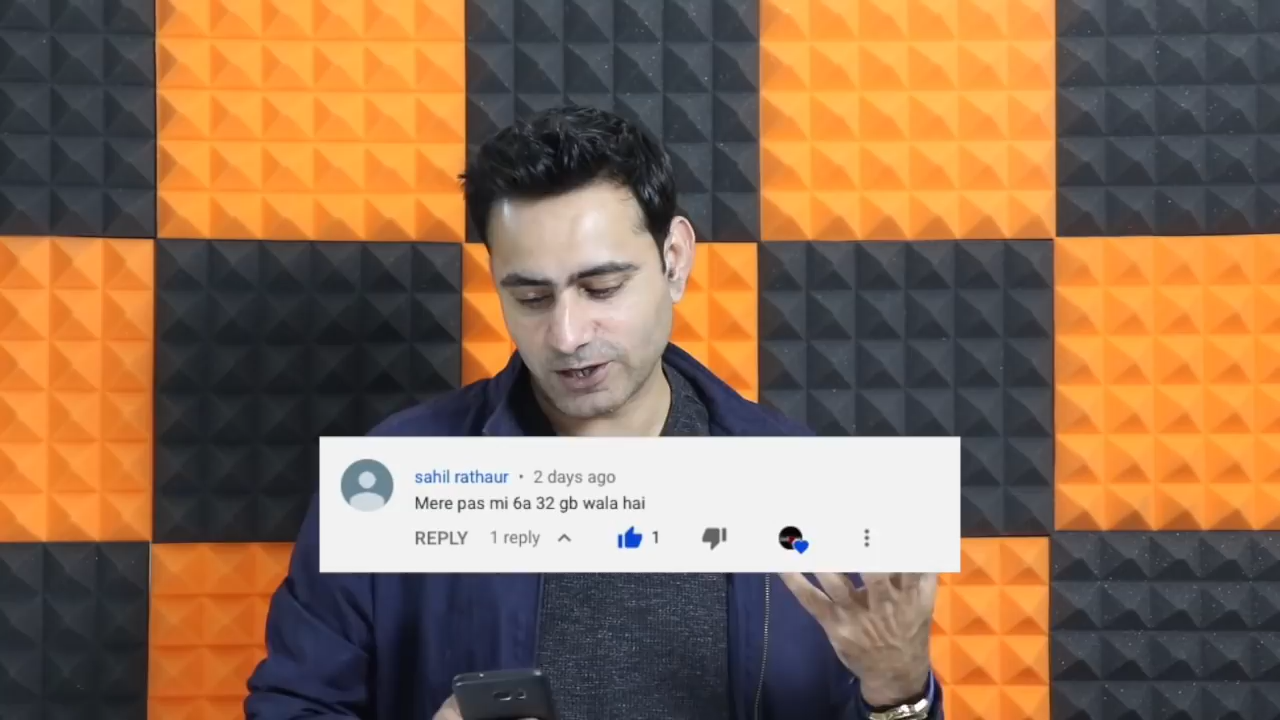 sahil rathaur • 2 days ago
Mere pas mi 6a 32 gb wala hai
REPLY 1 reply 1